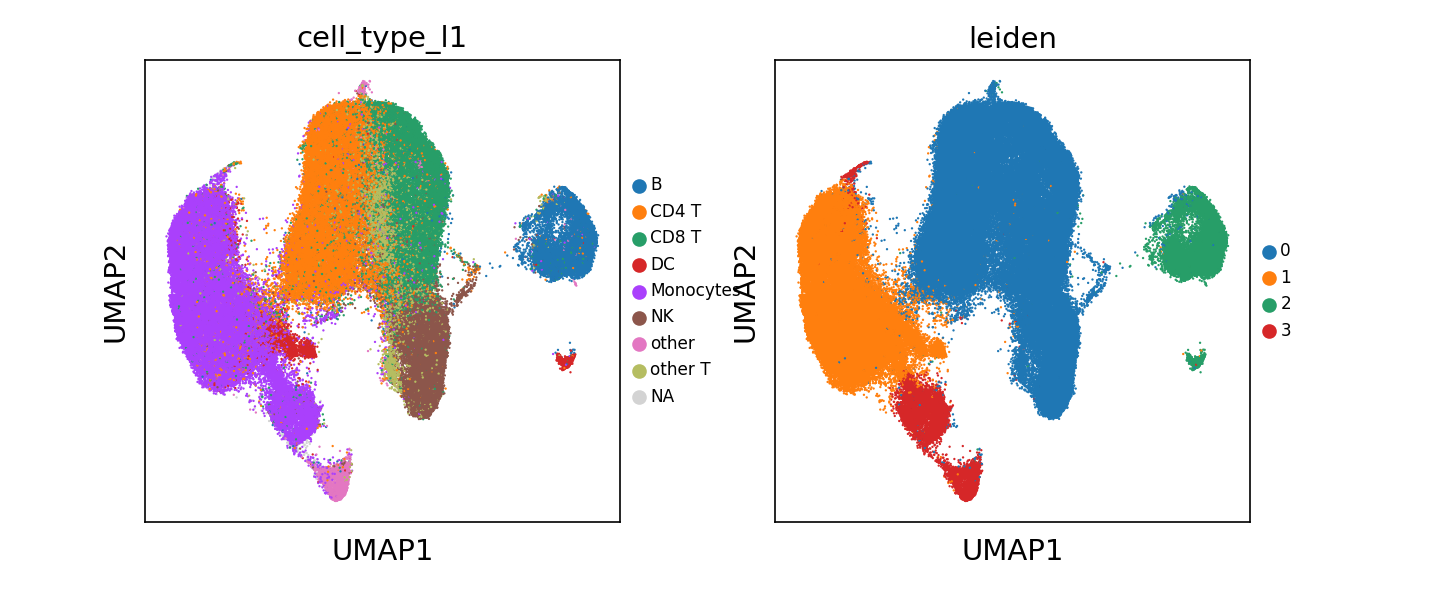 cell_type_l1
UMAP2
UMAP1
B
CD4 T
CD8 T
DC
Monocytes
NK
other
other T
NA
leiden
UMAP2
UMAP1
0
1
2
3